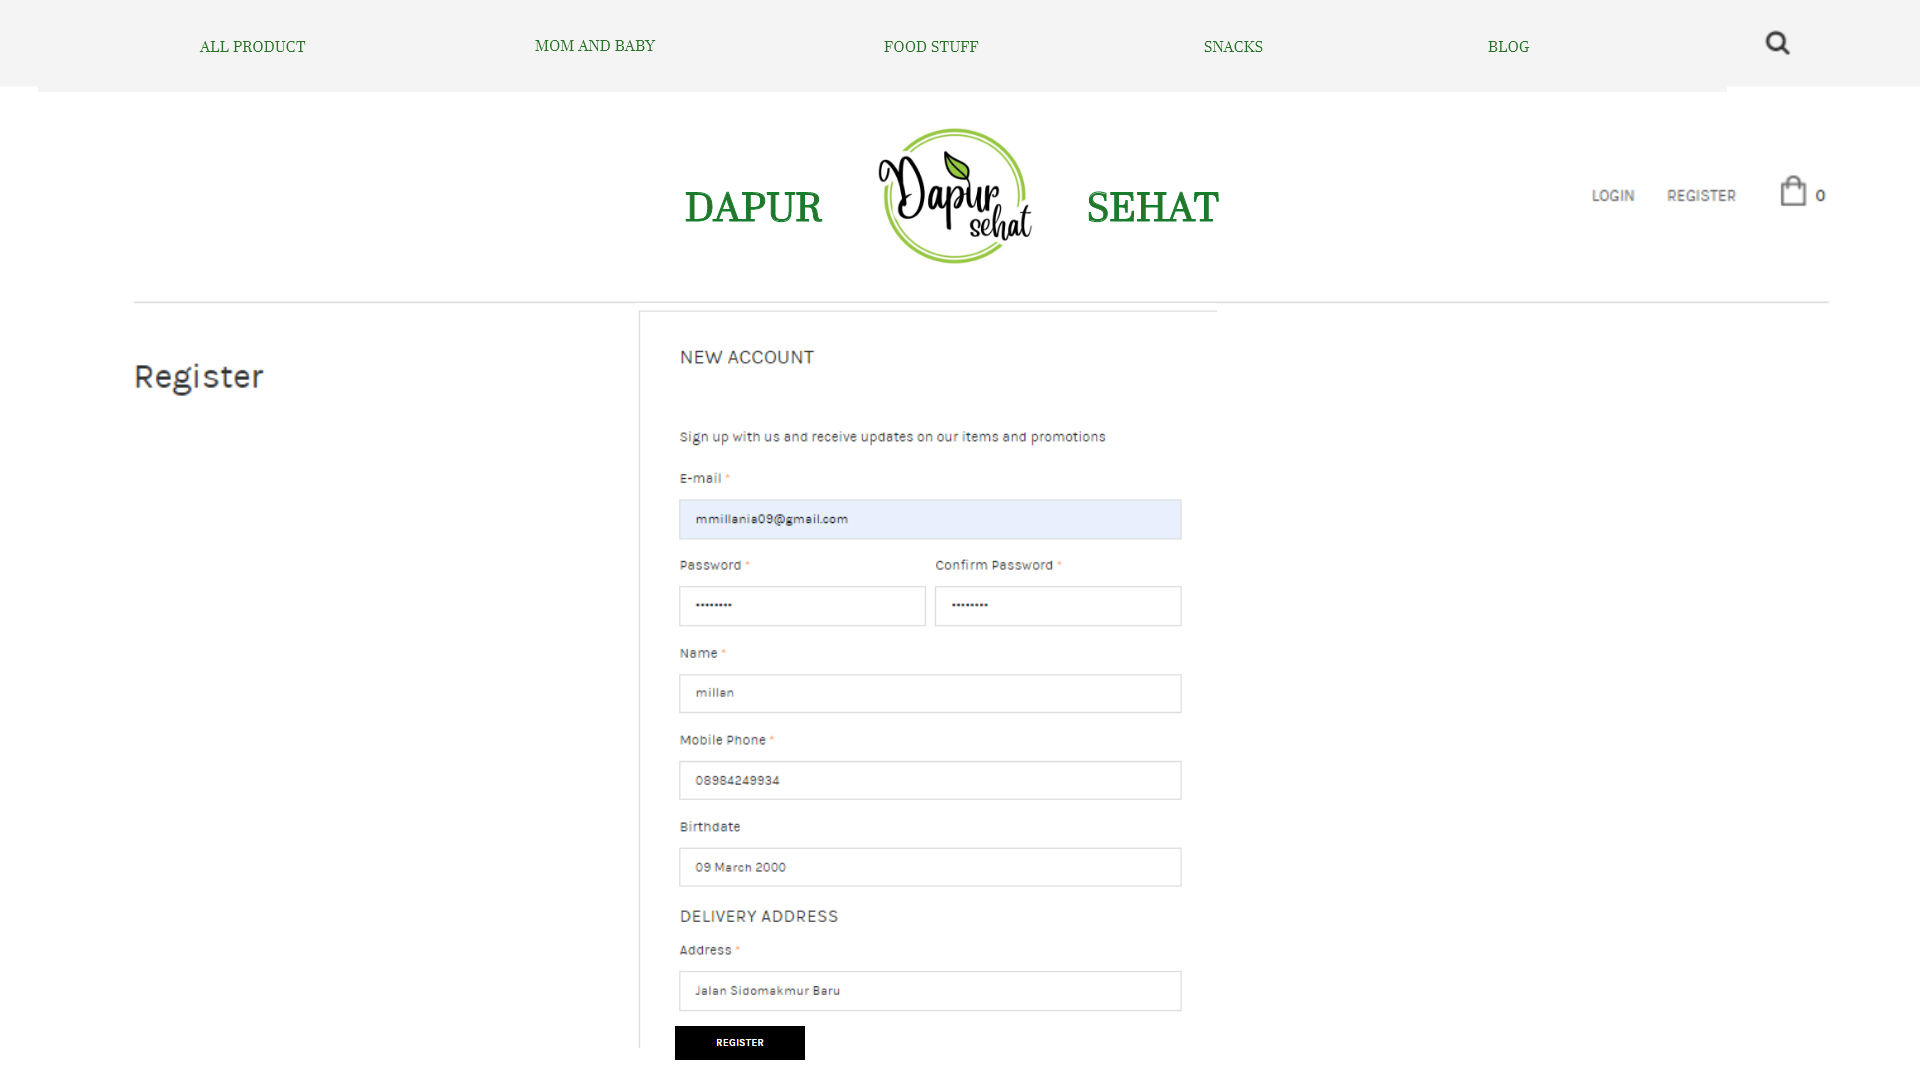 ALL PRODUCT MOM AND BABY FOOD STUFF SNACKS BLOG
DAPUR Dapur sehat SEHAT
LOGIN REGISTER 0
Register
NEW ACCOUNT
Sign up with us and receive updates on our items and promotions
E-mail *
mmillania09@gmail.com
Password * Confirm Password *
•••••••• ••••••••
Name *
millan
Mobile Phone *
08984249934
Birthdate
09 March 2000
DELIVERY ADDRESS
Address *
Jalan Sidomakmur Baru
REGISTER